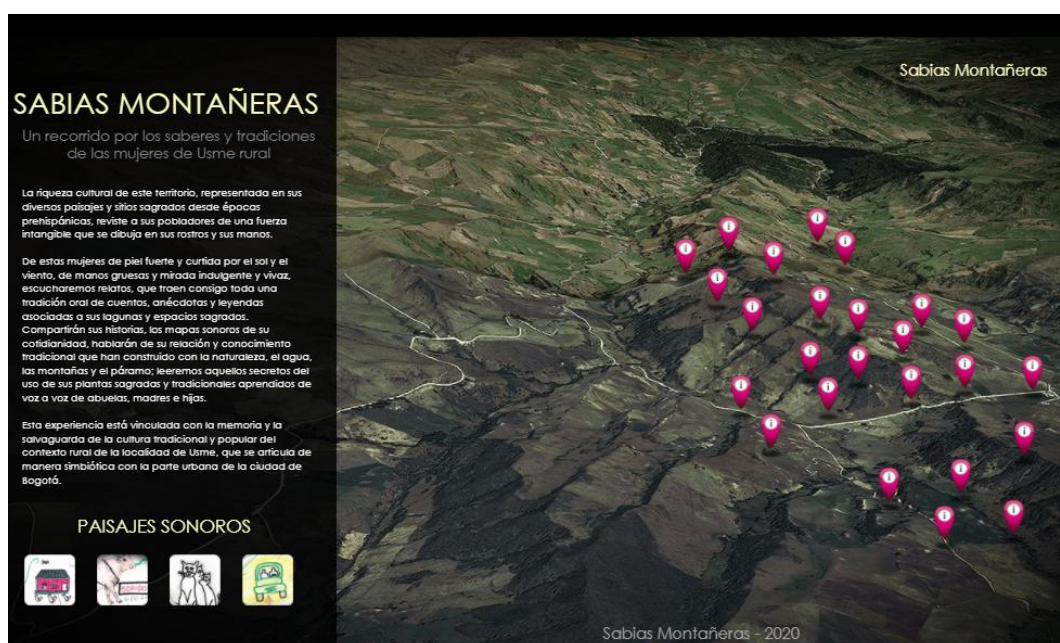 Sabias Montañeras
SABIAS MONTAÑERAS
Un recorrido por los saberes y tradiciones
de las mujeres de Usme rural
La riqueza cultural de este territorio, representada en sus
diversos paisajes y sitios sagrados desde épocas
prehispánicas, reviste a sus pobladores de una fuerza
intangible que se dibuja en sus rostros y sus manos.
De estas mujeres de piel fuerte y curtida por el sol y el
viento, de manos gruesas y mirada indulgente y vivaz,
escucharemos relatos, que traen consigo toda una
tradición oral de cuentos, anécdotas y leyendas
asociadas a sus lagunas y espacios sagrados.
Compartirán sus historias, los mapas sonoros de su
cotidianidad, hablarán de su relación y conocimiento
tradicional que han construido con la naturaleza, el agua,
las montañas y el páramo; leeremos aquellos secretos del
uso de sus plantas sagradas y tradicionales aprendidos de
voz a voz de abuelas, madres e hijas.
Esta experiencia está vinculada con la memoria y la
salvaguarda de la cultura tradicional y popular del
contexto rural de la localidad de Usme, que se articula de
manera simbiótica con la parte urbana de la ciudad de
Bogotá.
PAISAJES SONOROS
Sabias Montañeras - 2020